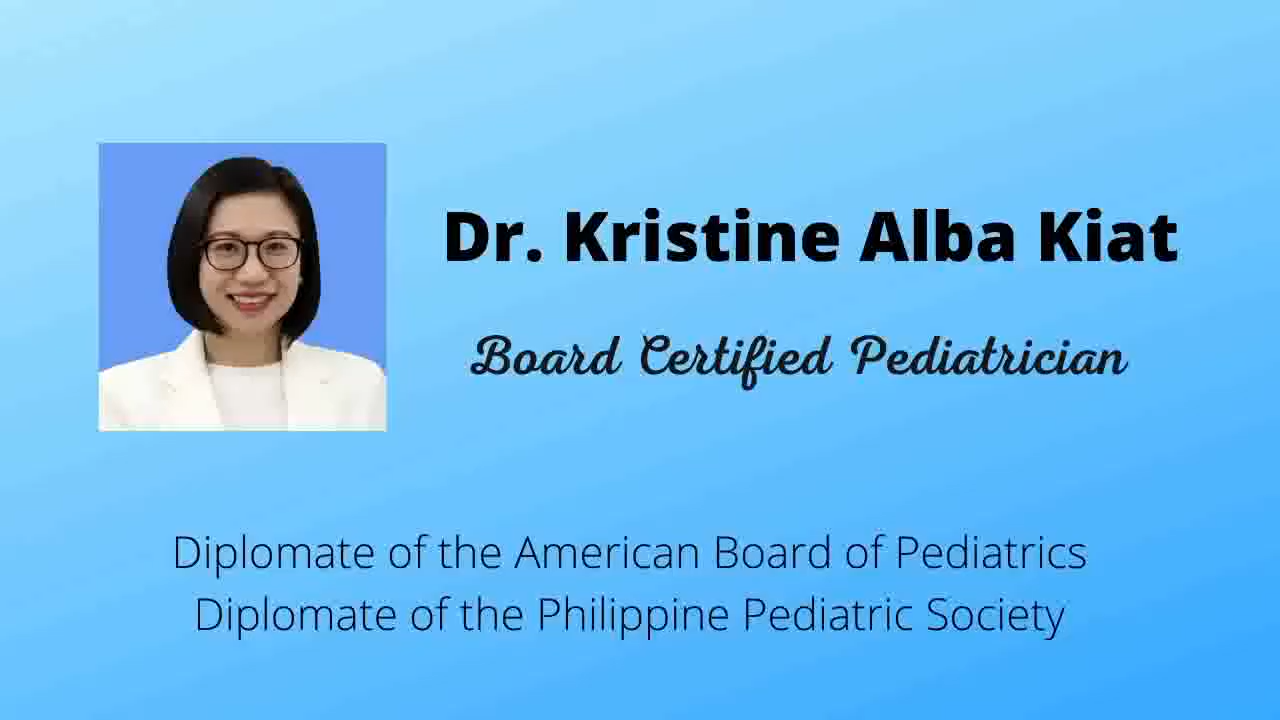 Dr. Kristine Alba Kiat
Board Certified Pediatrician
Diplomate of the American Board of Pediatrics
Diplomate of the Philippine Pediatric Society